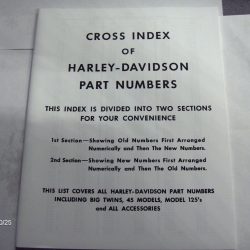 CROSS INDEX
OF
HARLEY-DAVIDSON
PART NUMBERS
THIS INDEX IS DIVIDED INTO TWO SECTIONS
FOR YOUR CONVENIENCE
1st Section—Showing Old Numbers First Arranged
Numerically and Then The New Numbers.
2nd Section—Showing New Numbers First Arranged
Numerically and Then The Old Numbers.
THIS LIST COVERS ALL HARLEY-DAVIDSON PART NUMBERS
INCLUDING BIG TWINS, 45 MODELS, MODEL 125's
and ALL ACCESSORIES